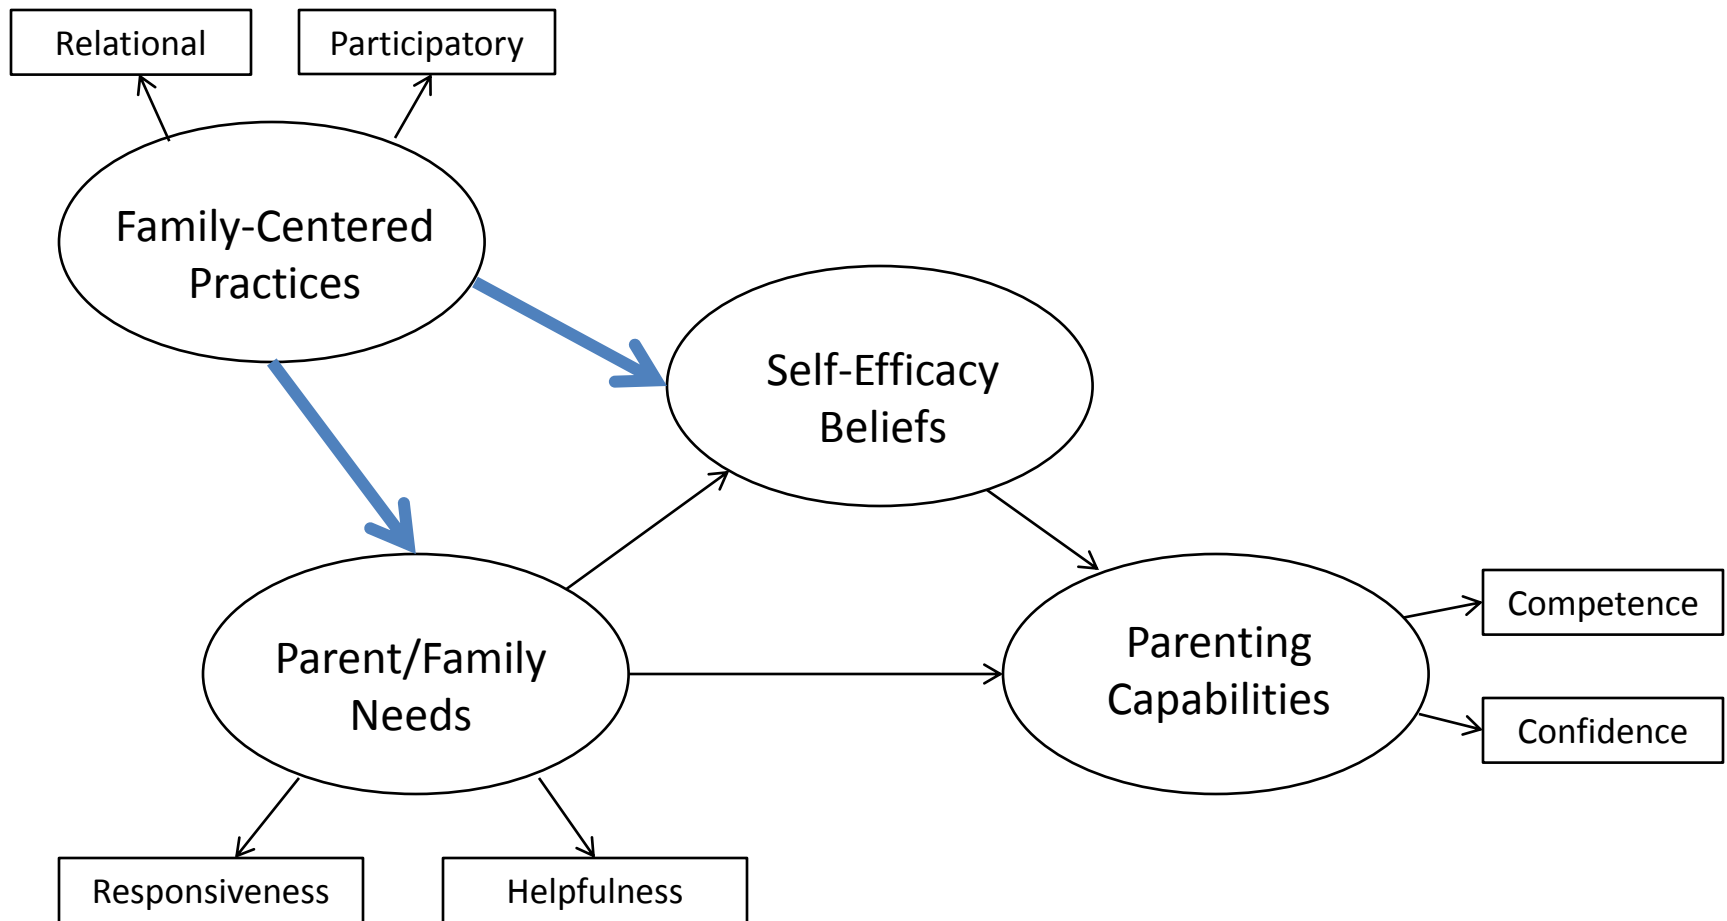 Relational
Participatory
Family-Centered
Practices
Self-Efficacy
Beliefs
Parent/Family
Needs
Parenting
Capabilities
Competence
Confidence
Responsiveness
Helpfulness